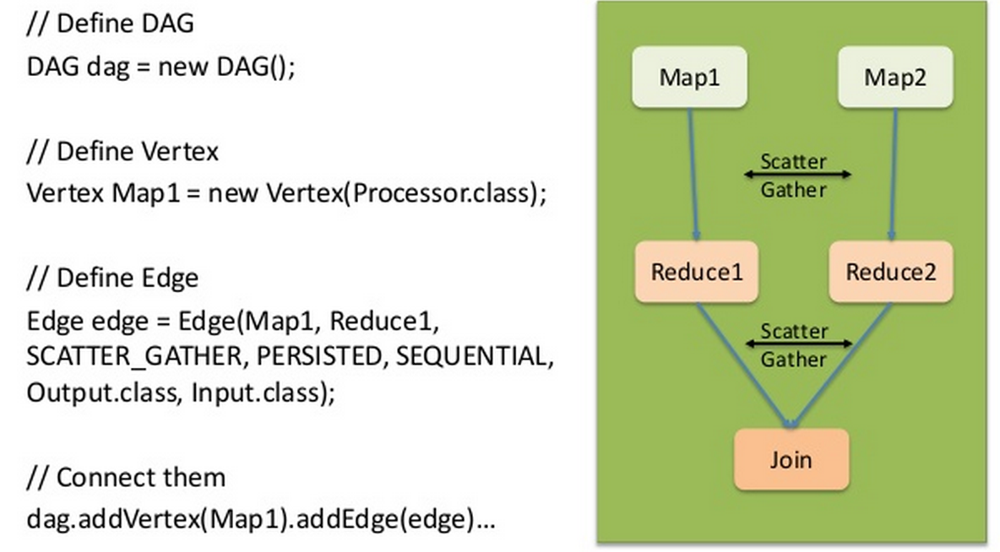 // Define DAG
DAG dag = new DAG();
// Define Vertex
Vertex Map1 = new Vertex(Processor.class);
// Define Edge
Edge edge = Edge(Map1, Reduce1,
SCATTER_GATHER, PERSISTED, SEQUENTIAL,
Output.class, Input.class);
// Connect them
dag.addVertex(Map1).addEdge(edge)...
Map1
Map2
Scatter
Gather
Reduce1
Reduce2
Scatter
Gather
Join